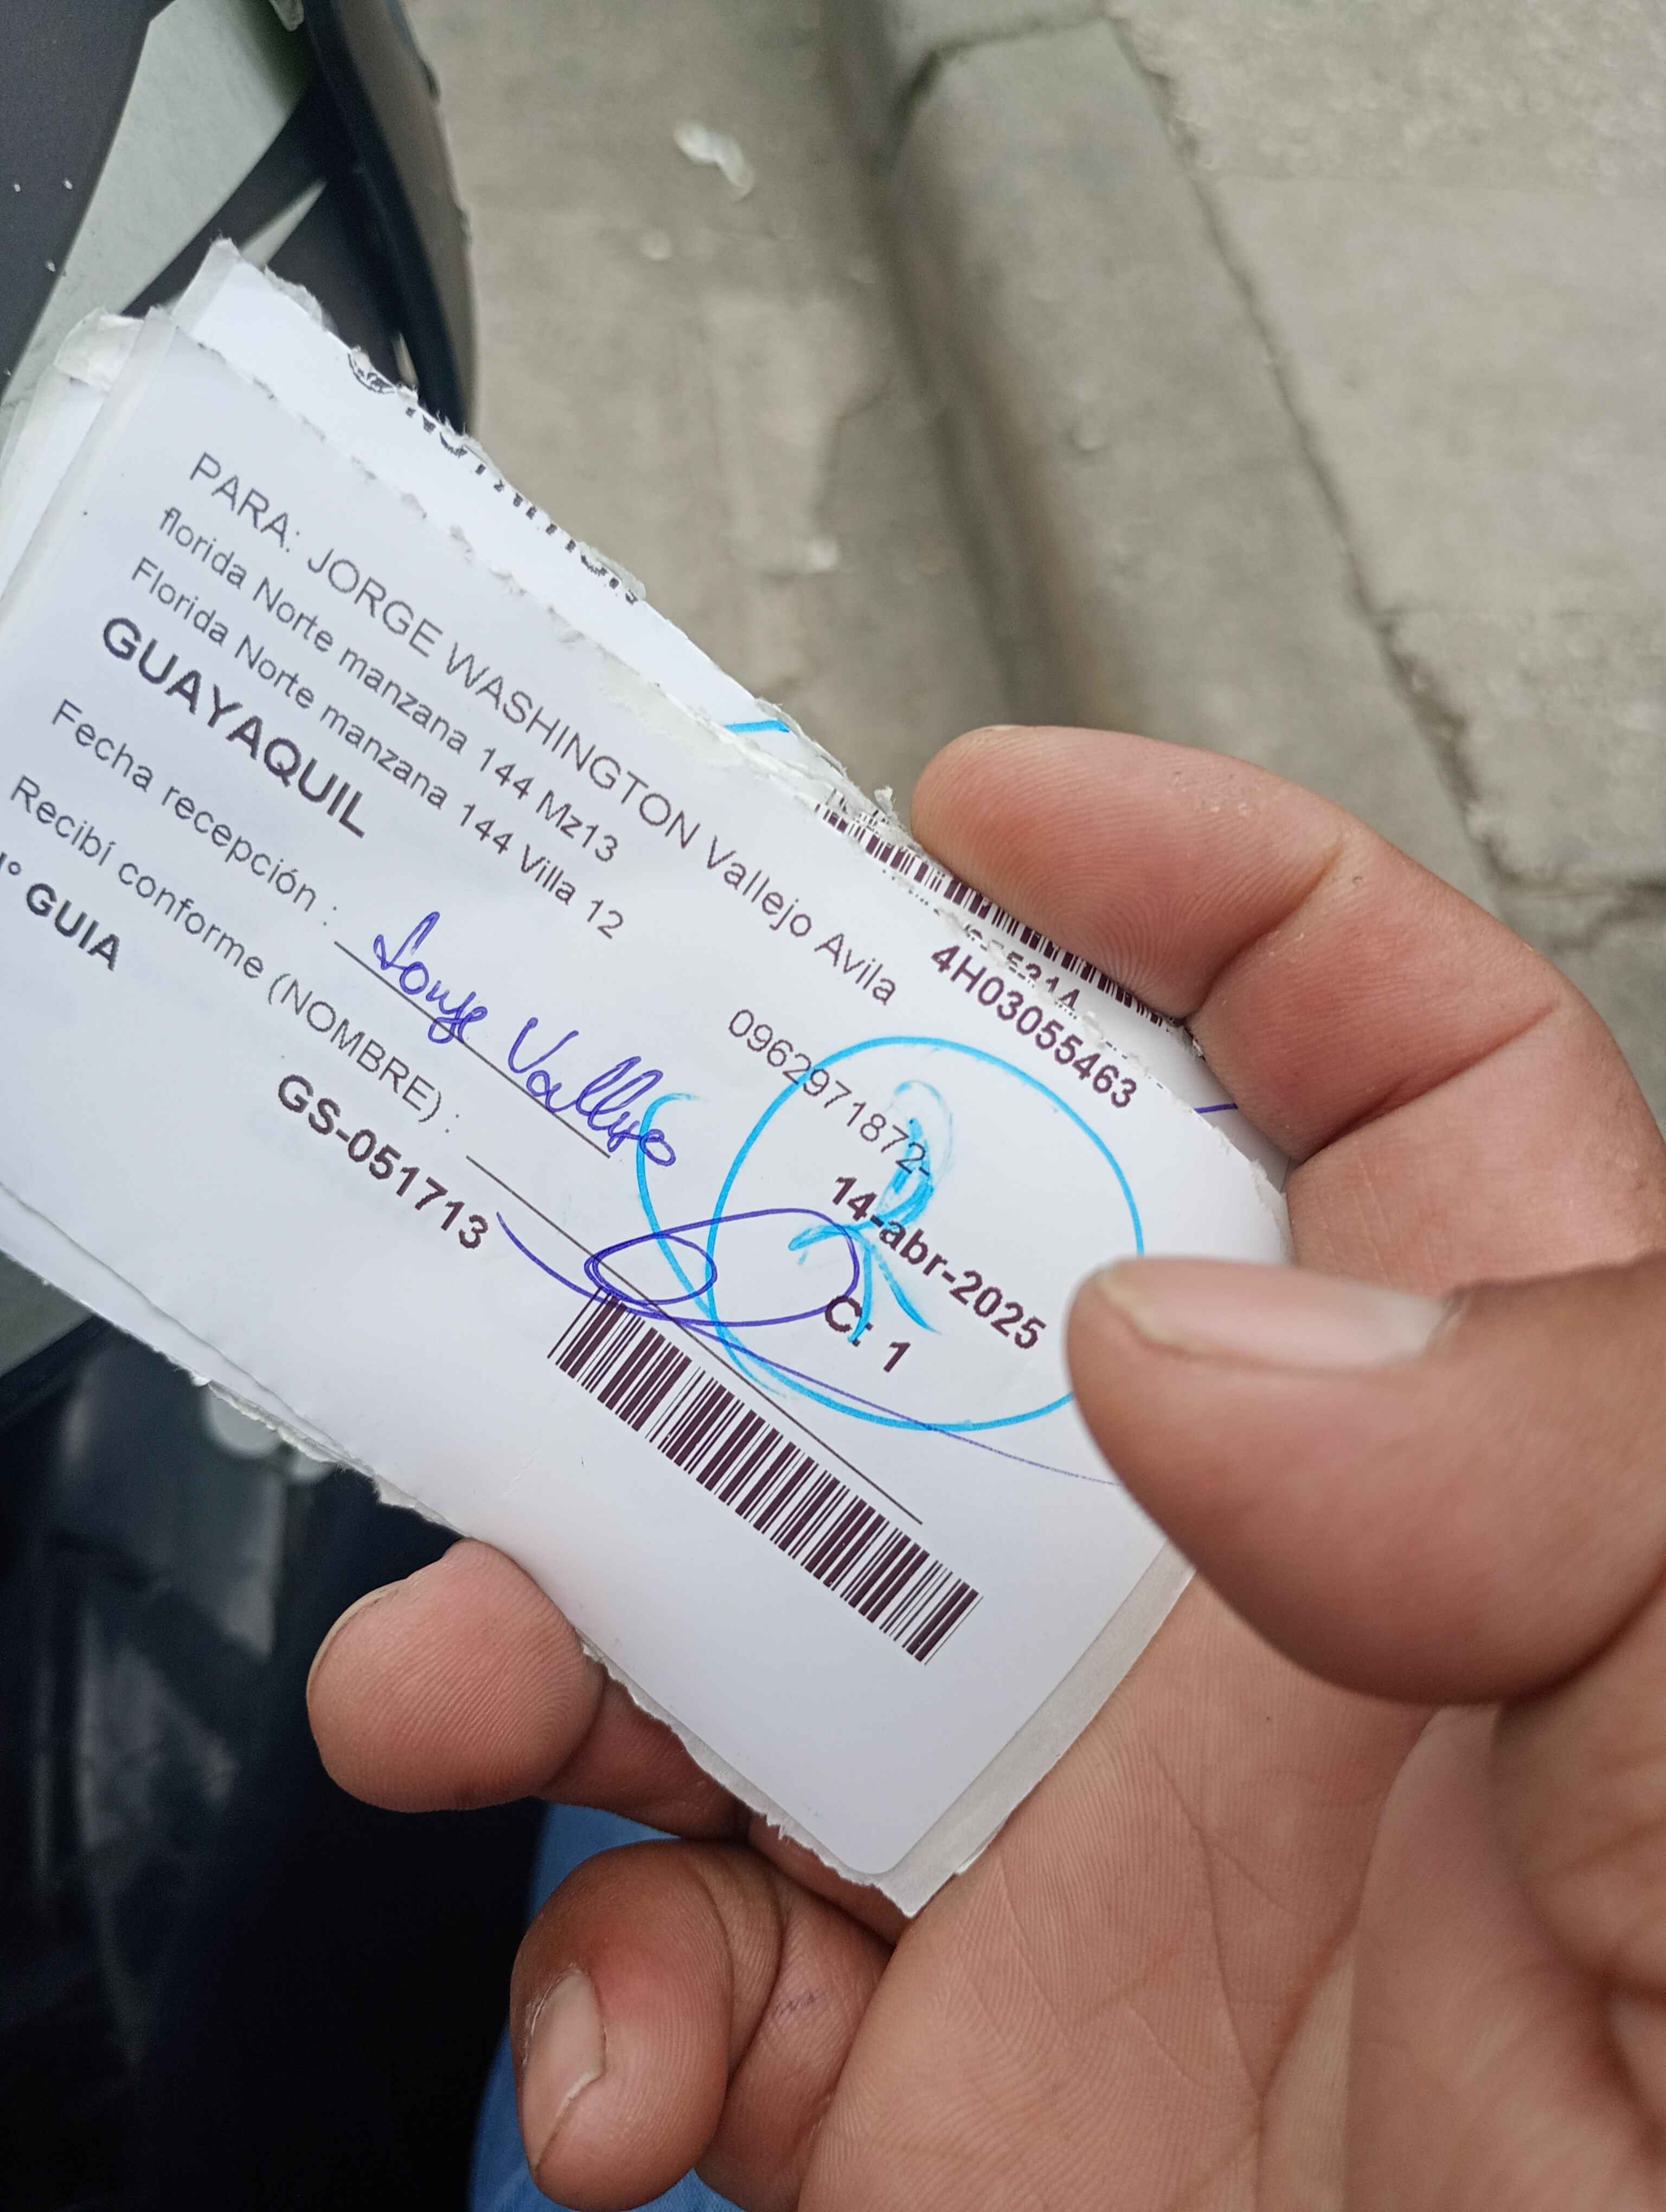 PARA: JORGE WASHINGTON Vallejo Avila
4H03055463
florida Norte manzana 144 Mz13
0962971872-
Florida Norte manzana 144 Villa 12
GUAYAQUIL
14-abr-2025
Fecha recepción : Jorge Vallejo
C: 1
Recibí conforme (NOMBRE) :
N° GUIA
GS-051713